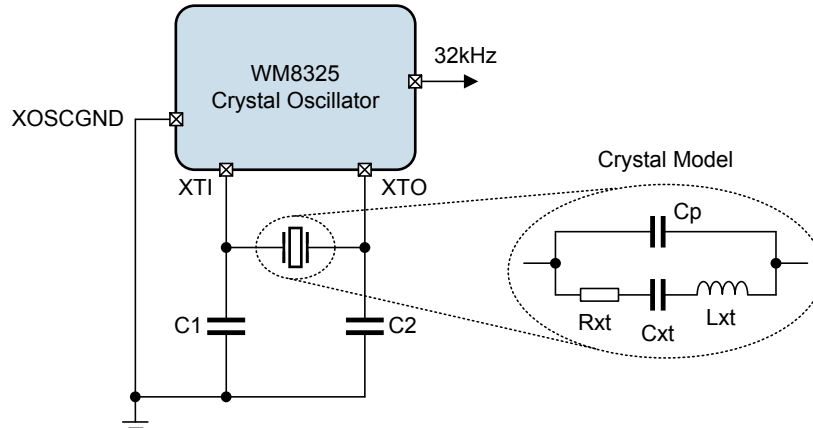 WM8325
Crystal Oscillator
32kHz
XOSCGND
XTI
XTO
Crystal Model
Cp
Rxt
Cxt
Lxt
C1
C2